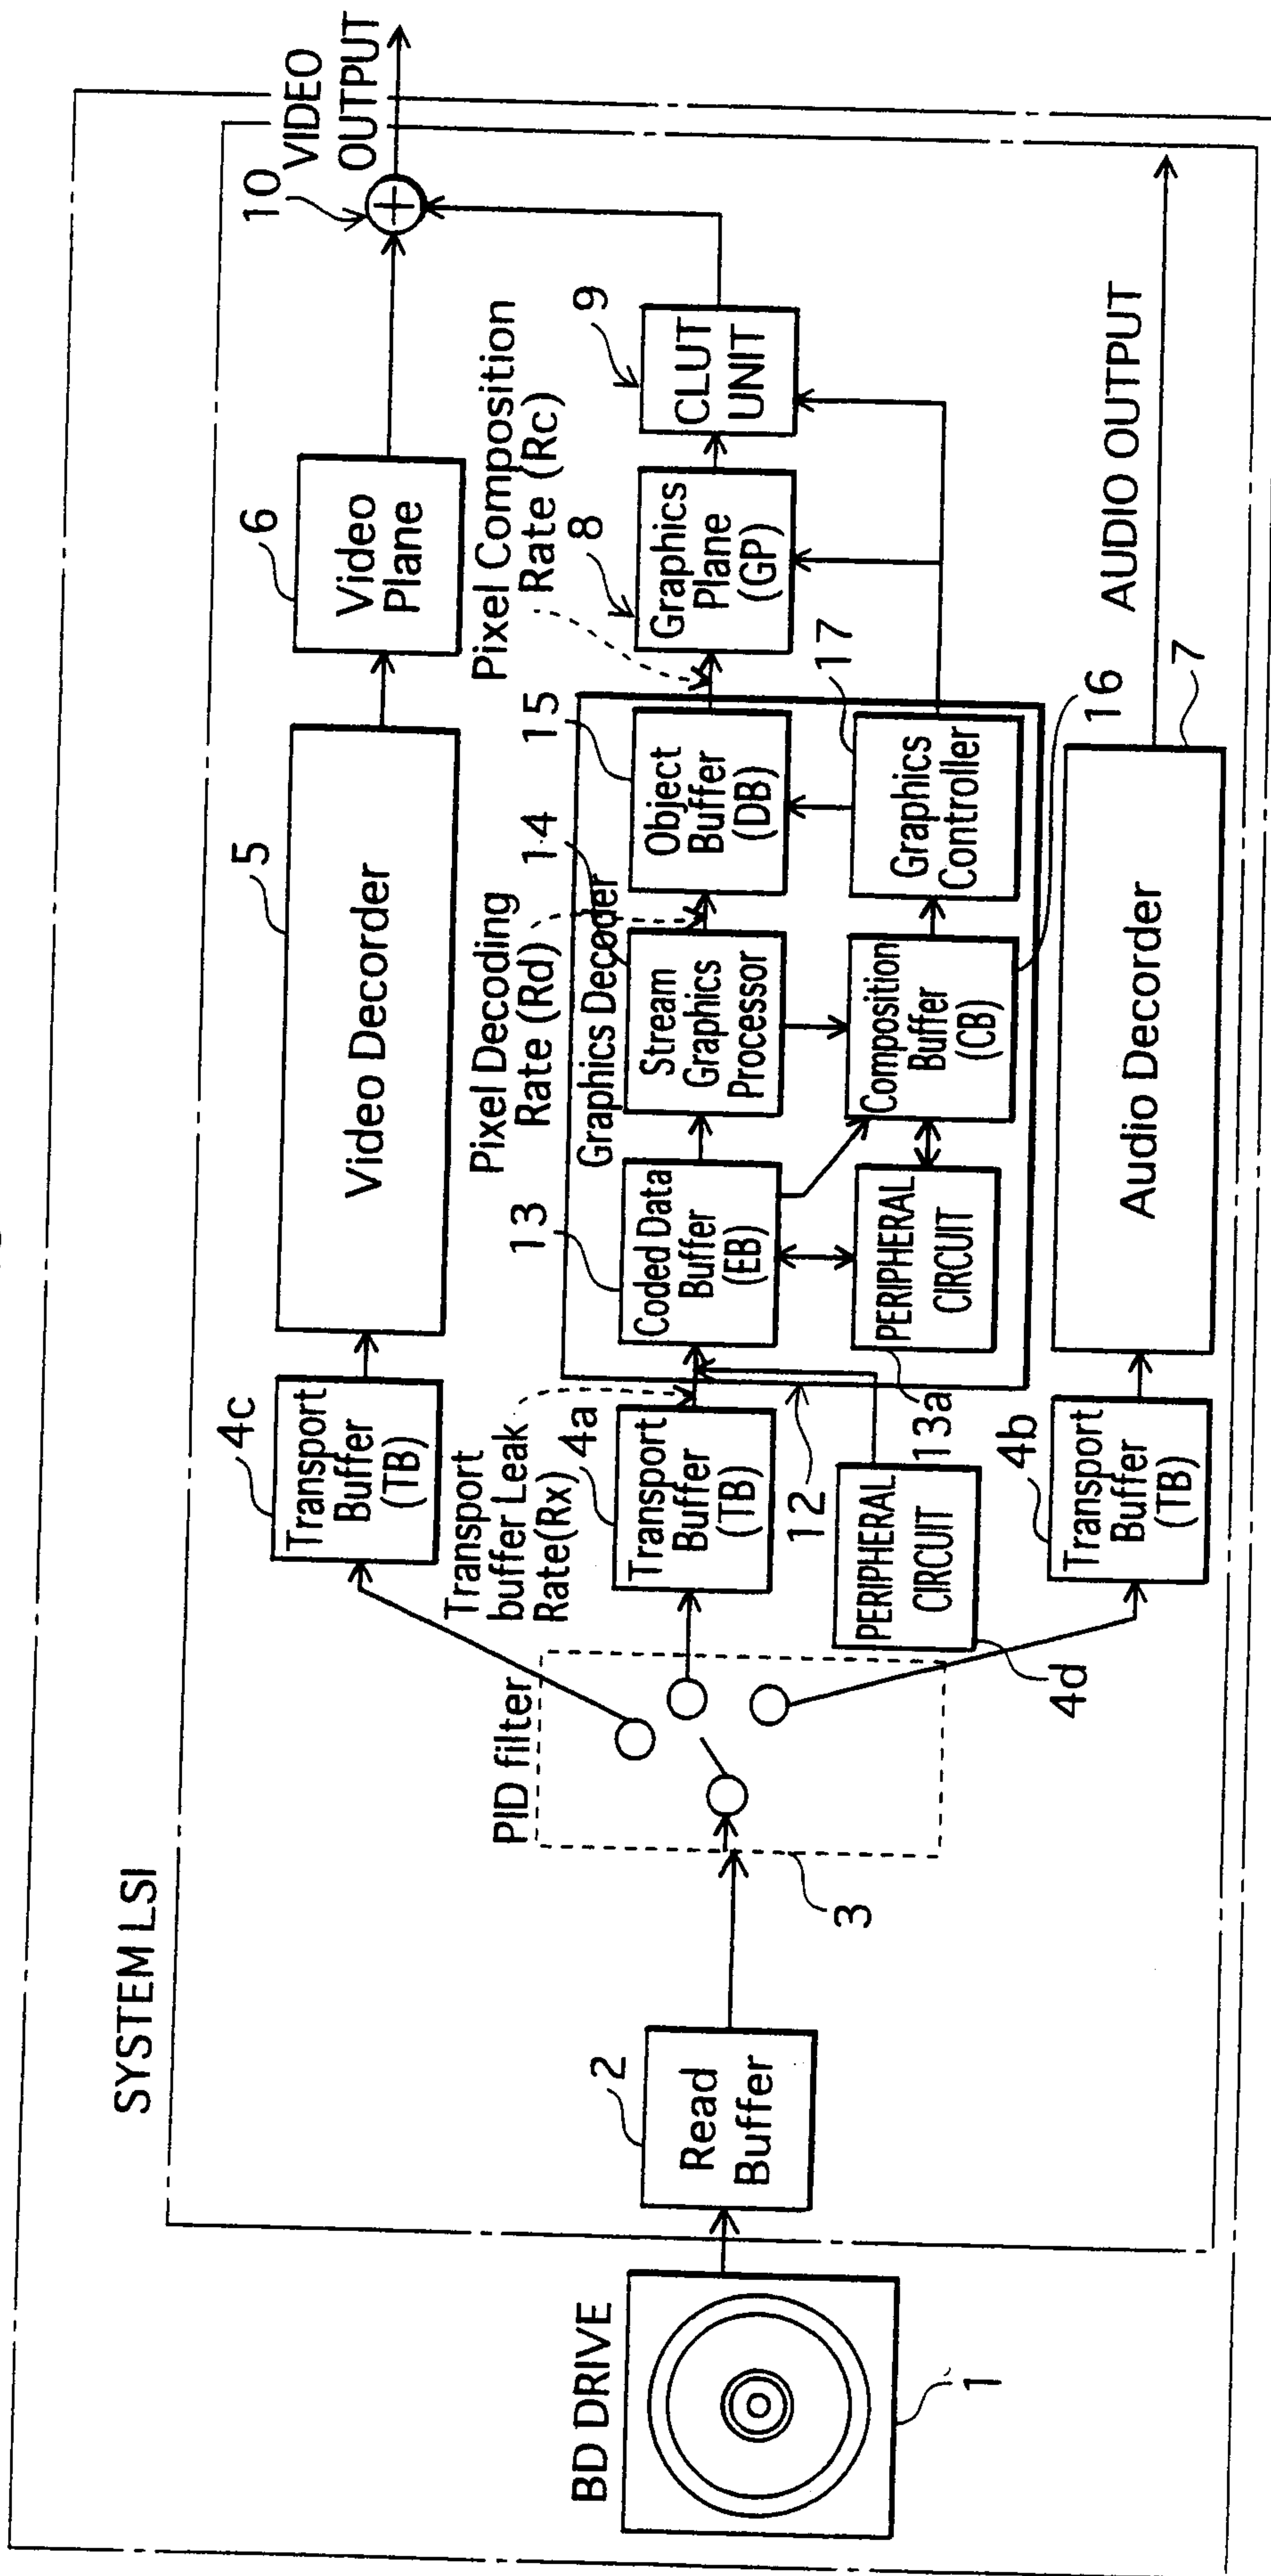 SYSTEM LSI
BD DRIVE
1
2
Read
Buffer
PID filter
3
4c
Transport
Buffer
(TB)
5
Video Decorder
6
Video
Plane
10
VIDEO
OUTPUT
Transport
buffer Leak
Rate(Rx)
4a
Transport
Buffer
(TB)
12
PERIPHERAL
CIRCUIT
4d
Pixel Decoding
Rate (Rd)
Graphics Decoder
13
Coded Data
Buffer
(EB)
14
Stream
Graphics
Processor
15
Object
Buffer
(DB)
PERIPHERAL
CIRCUIT
13a
Composition
Buffer
(CB)
16
17
Graphics
Controller
Pixel Composition
Rate (Rc)
8
Graphics
Plane
(GP)
9
CLUT
UNIT
4b
Transport
Buffer
(TB)
Audio Decorder
7
AUDIO OUTPUT